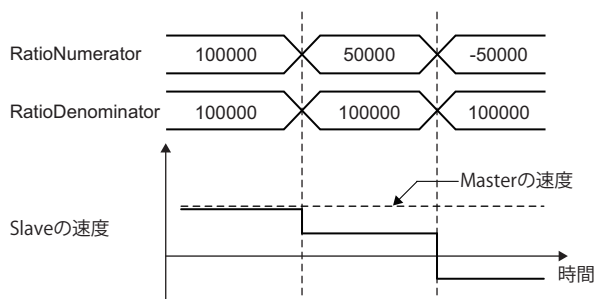 RatioNumerator 100000 50000 -50000
RatioDenominator 100000 100000 100000
Masterの速度
Slaveの速度
時間